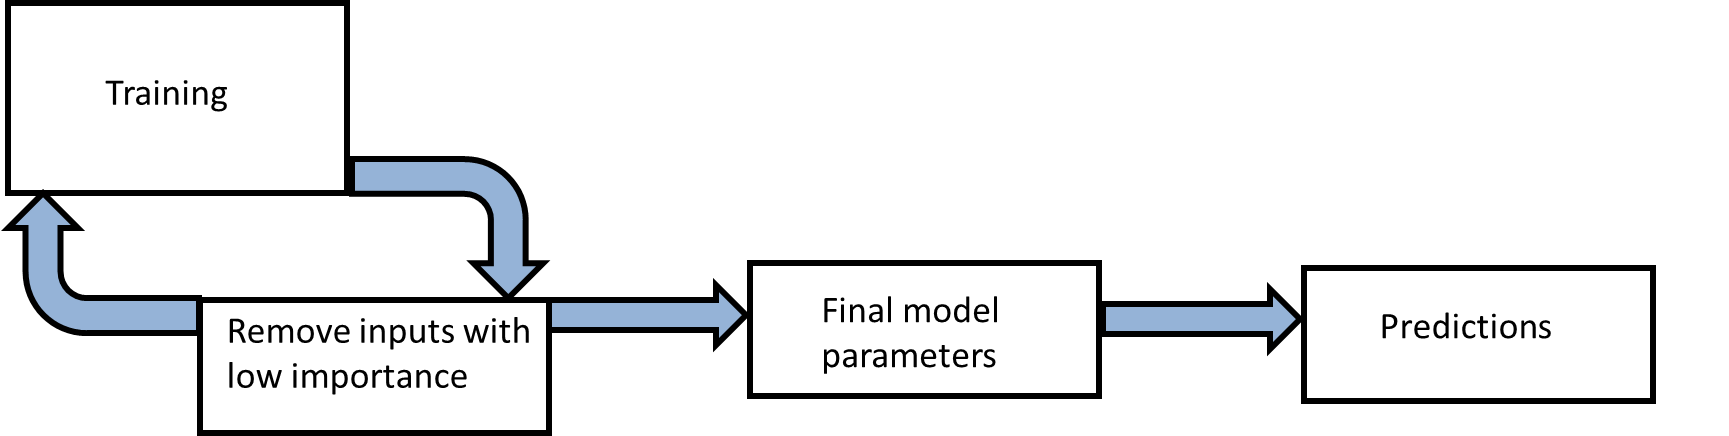 Training
Remove inputs with
low importance
Final model
parameters
Predictions